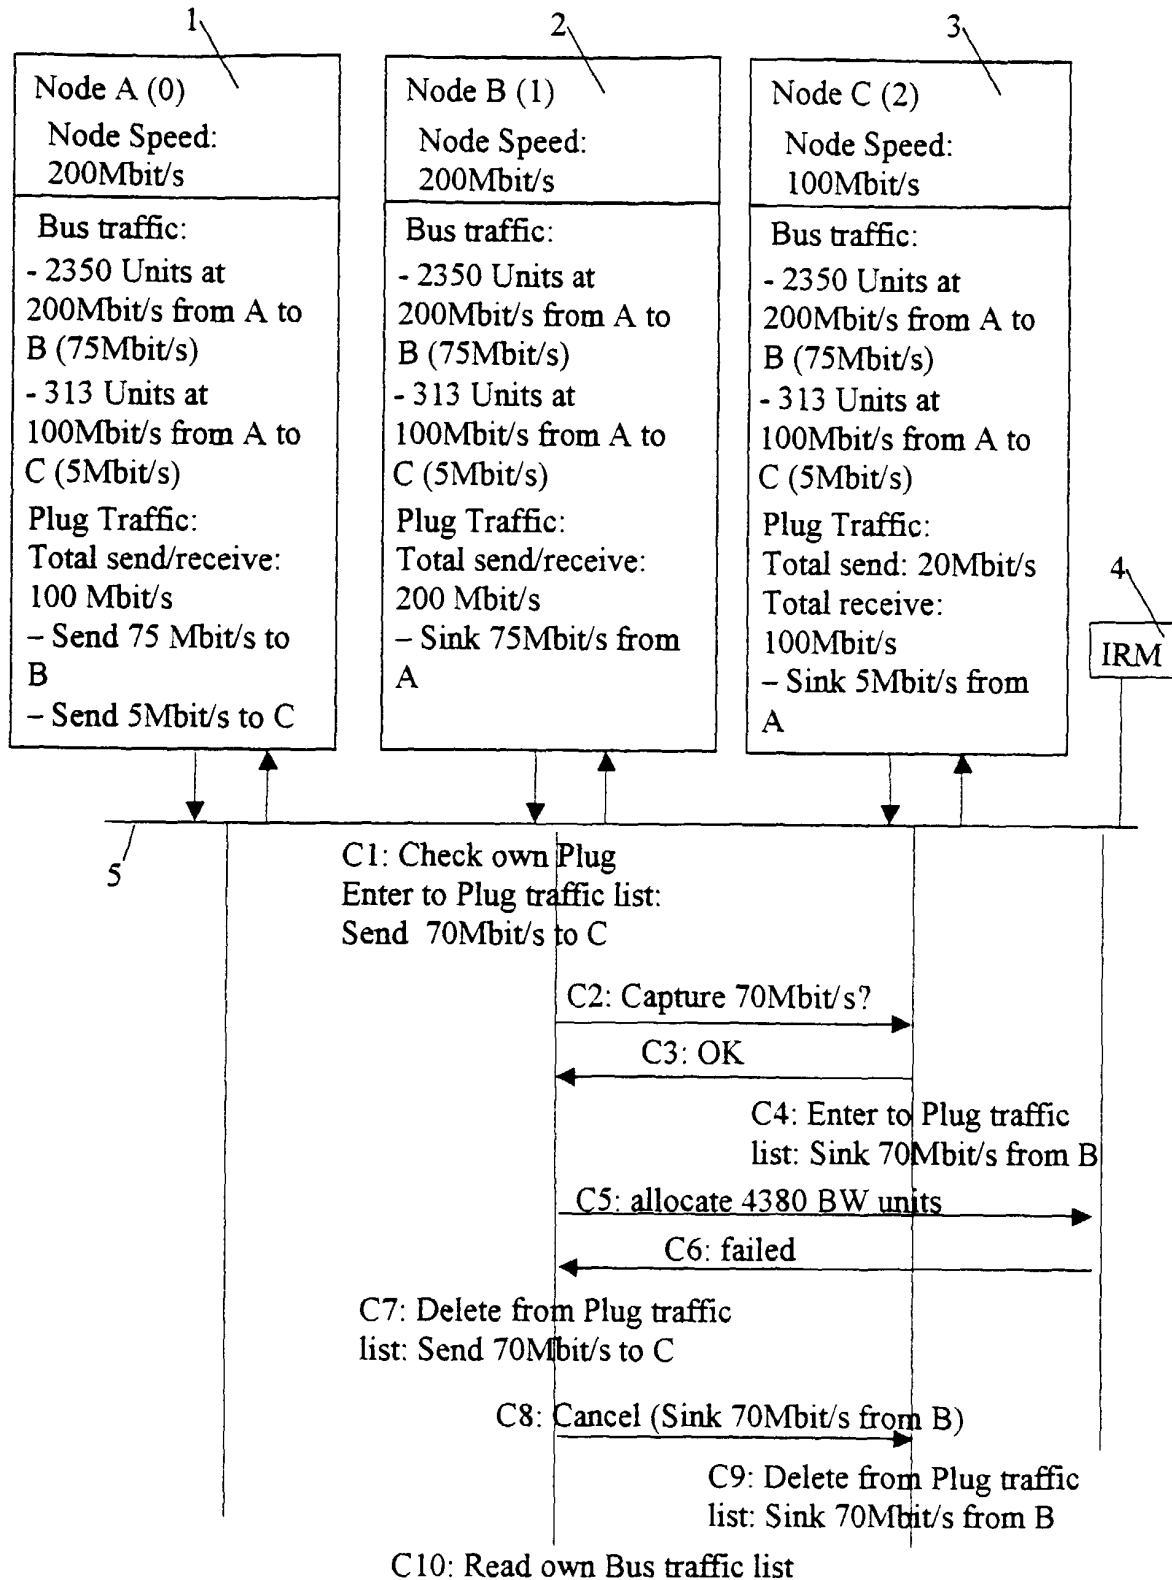 1
2
3
Node A (0)
Node Speed:
200Mbit/s
Bus traffic:
- 2350 Units at
200Mbit/s from A to
B (75Mbit/s)
- 313 Units at
100Mbit/s from A to
C (5Mbit/s)
Plug Traffic:
Total send/receive:
100 Mbit/s
– Send 75 Mbit/s to
B
– Send 5Mbit/s to C
Node B (1)
Node Speed:
200Mbit/s
Bus traffic:
- 2350 Units at
200Mbit/s from A to
B (75Mbit/s)
- 313 Units at
100Mbit/s from A to
C (5Mbit/s)
Plug Traffic:
Total send/receive:
200 Mbit/s
– Sink 75Mbit/s from
A
Node C (2)
Node Speed:
100Mbit/s
Bus traffic:
- 2350 Units at
200Mbit/s from A to
B (75Mbit/s)
- 313 Units at
100Mbit/s from A to
C (5Mbit/s)
Plug Traffic:
Total send: 20Mbit/s
Total receive:
100Mbit/s
– Sink 5Mbit/s from
A
4
IRM
5
C1: Check own Plug
Enter to Plug traffic list:
Send 70Mbit/s to C
C2: Capture 70Mbit/s?
C3: OK
C4: Enter to Plug traffic
list: Sink 70Mbit/s from B
C5: allocate 4380 BW units
C6: failed
C7: Delete from Plug traffic
list: Send 70Mbit/s to C
C8: Cancel (Sink 70Mbit/s from B)
C9: Delete from Plug traffic
list: Sink 70Mbit/s from B
C10: Read own Bus traffic list